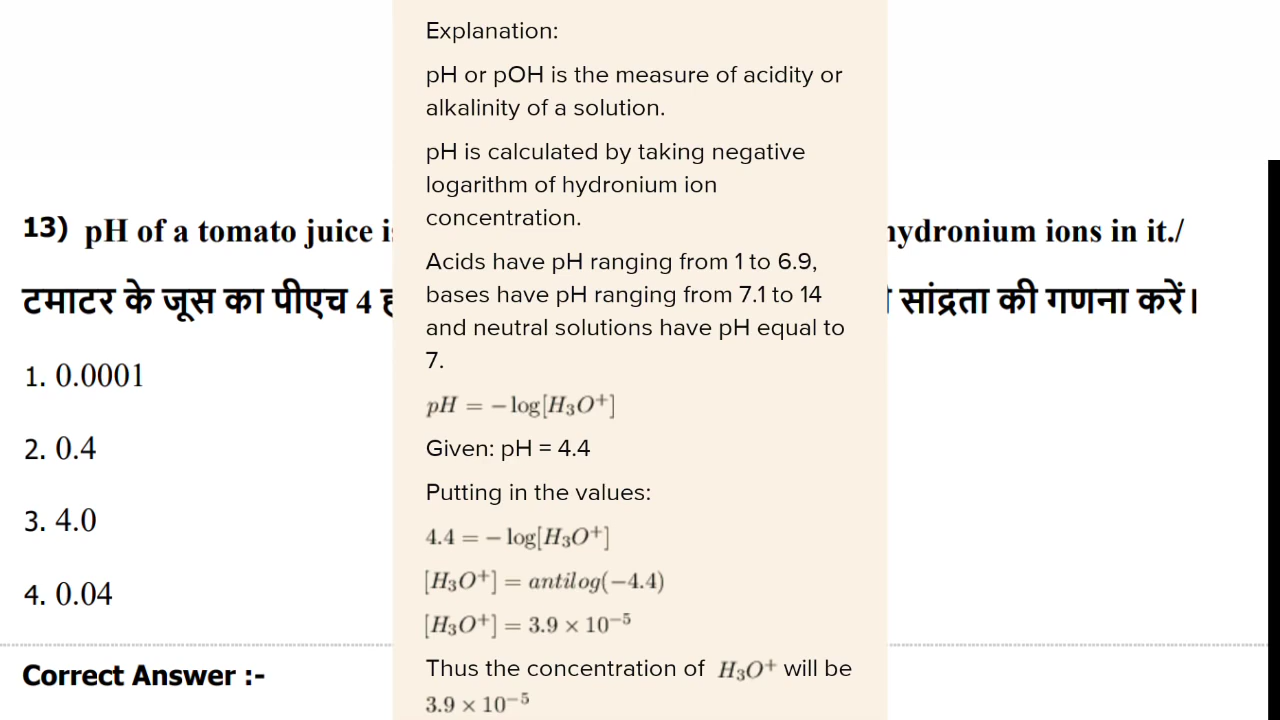 Explanation:
pH or pOH is the measure of acidity or
alkalinity of a solution.
pH is calculated by taking negative
logarithm of hydronium ion
concentration.
Acids have pH ranging from 1 to 6.9,
bases have pH ranging from 7.1 to 14
and neutral solutions have pH equal to
7.
pH = − log[H₃O⁺]
Given: pH = 4.4
Putting in the values:
4.4 = − log[H₃O⁺]
[H₃O⁺] = antilog(−4.4)
[H₃O⁺] = 3.9 × 10⁻⁵
Thus the concentration of H₃O⁺ will be
3.9 × 10⁻⁵
13) pH of a tomato juice ions in it./
टमाटर के जूस का पीएच 4 सांद्रता की गणना करें।
1. 0.0001
2. 0.4
3. 4.0
4. 0.04
Correct Answer :-